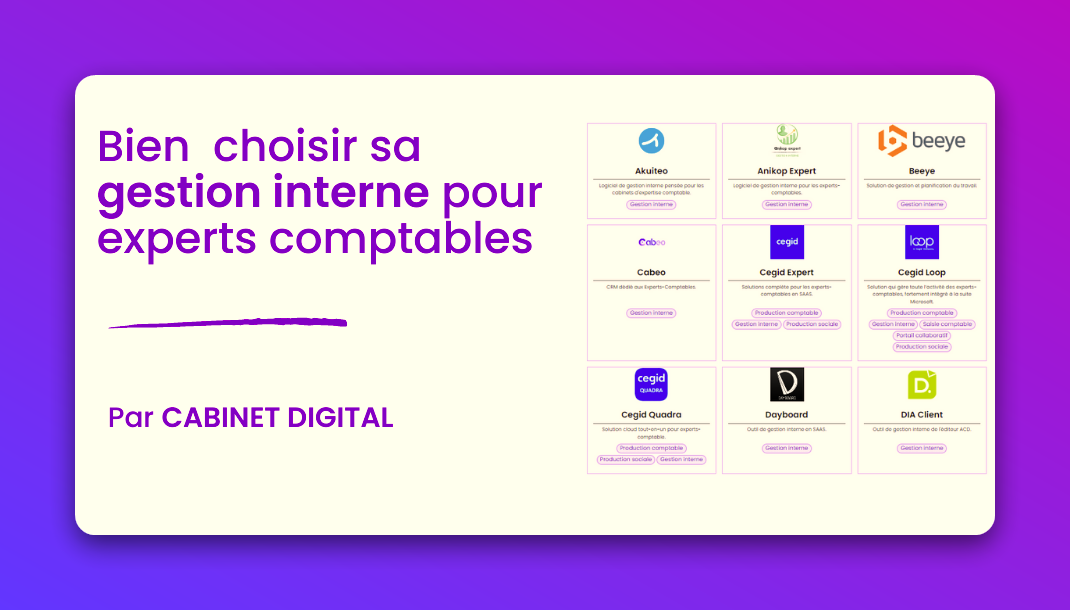 Bien choisir sa
gestion interne pour
experts comptables
Par CABINET DIGITAL
Akuiteo
Logiciel de gestion interne pensée pour les
cabinets d'expertise comptable.
Gestion interne
Anikop expert
Anikop Expert
Logiciel de gestion interne pour les experts-
comptables.
Gestion interne
beeye
Beeye
Solution de gestion et planification du travail
Gestion interne
Cabeo
Cabeo
CRM dédié aux Experts-Comptables.
Gestion interne
cegid
Cegid Expert
Solutions complète pour les experts-
comptables en SAAS.
Production comptable
Gestion interne Production sociale
loop
Cegid Loop
Solution qui gère toute l'activité des experts-
comptables, fortement intégré à la suite
Microsoft
Production comptable
Gestion interne Saisie comptable
Portail collaboratif
Production sociale
cegid
QUADRA
Cegid Quadra
Solution cloud tout-en-un pour experts-
comptable.
Production comptable
Production sociale Gestion interne
D
DAYBOARD
Dayboard
Outil de gestion interne en SAAS.
Gestion interne
D.
DIA Client
Outil de gestion interne de l'éditeur ACD.
Gestion interne